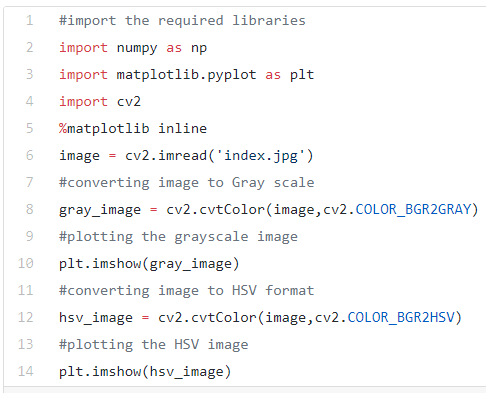 1 #import the required libraries
2 import numpy as np
3 import matplotlib.pyplot as plt
4 import cv2
5 %matplotlib inline
6 image = cv2.imread('index.jpg')
7 #converting image to Gray scale
8 gray_image = cv2.cvtColor(image,cv2.COLOR_BGR2GRAY)
9 #plotting the grayscale image
10 plt.imshow(gray_image)
11 #converting image to HSV format
12 hsv_image = cv2.cvtColor(image,cv2.COLOR_BGR2HSV)
13 #plotting the HSV image
14 plt.imshow(hsv_image)